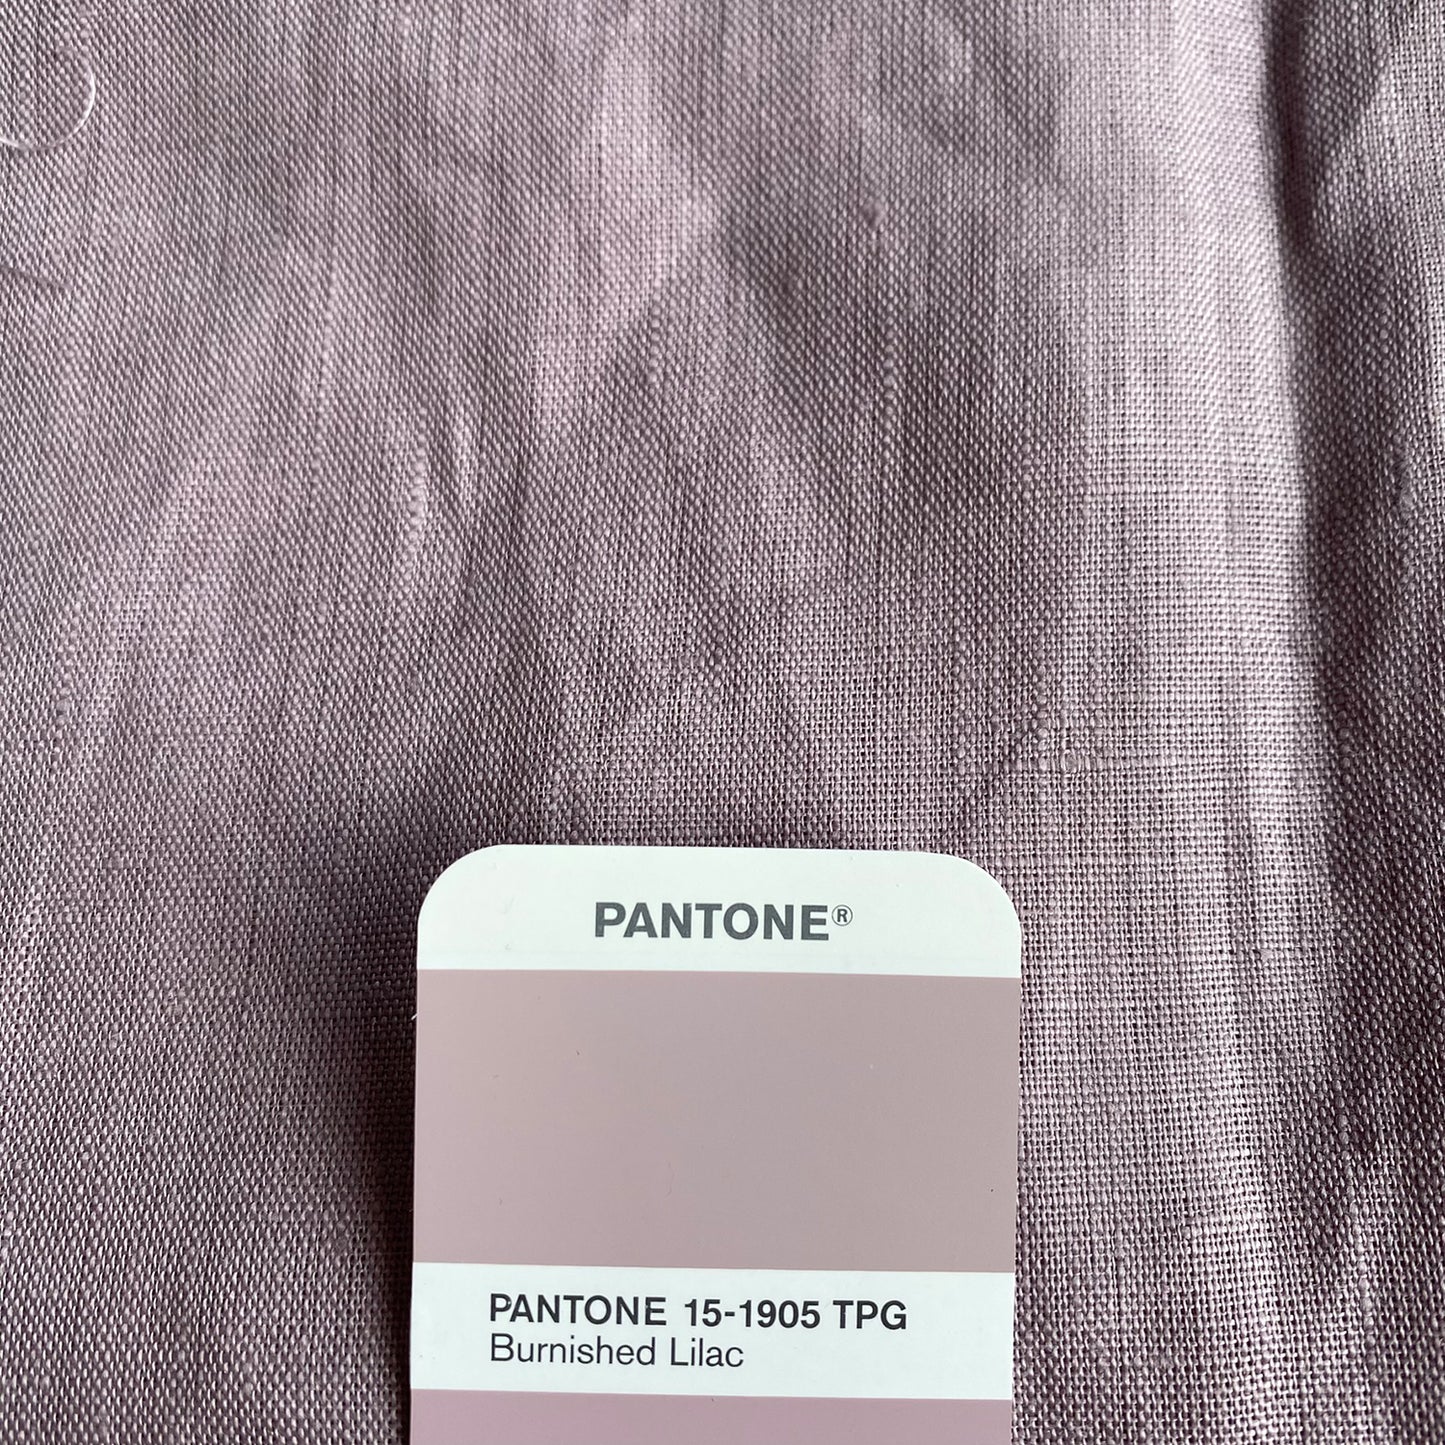 PANTONE®
PANTONE 15-1905 TPG
Burnished Lilac